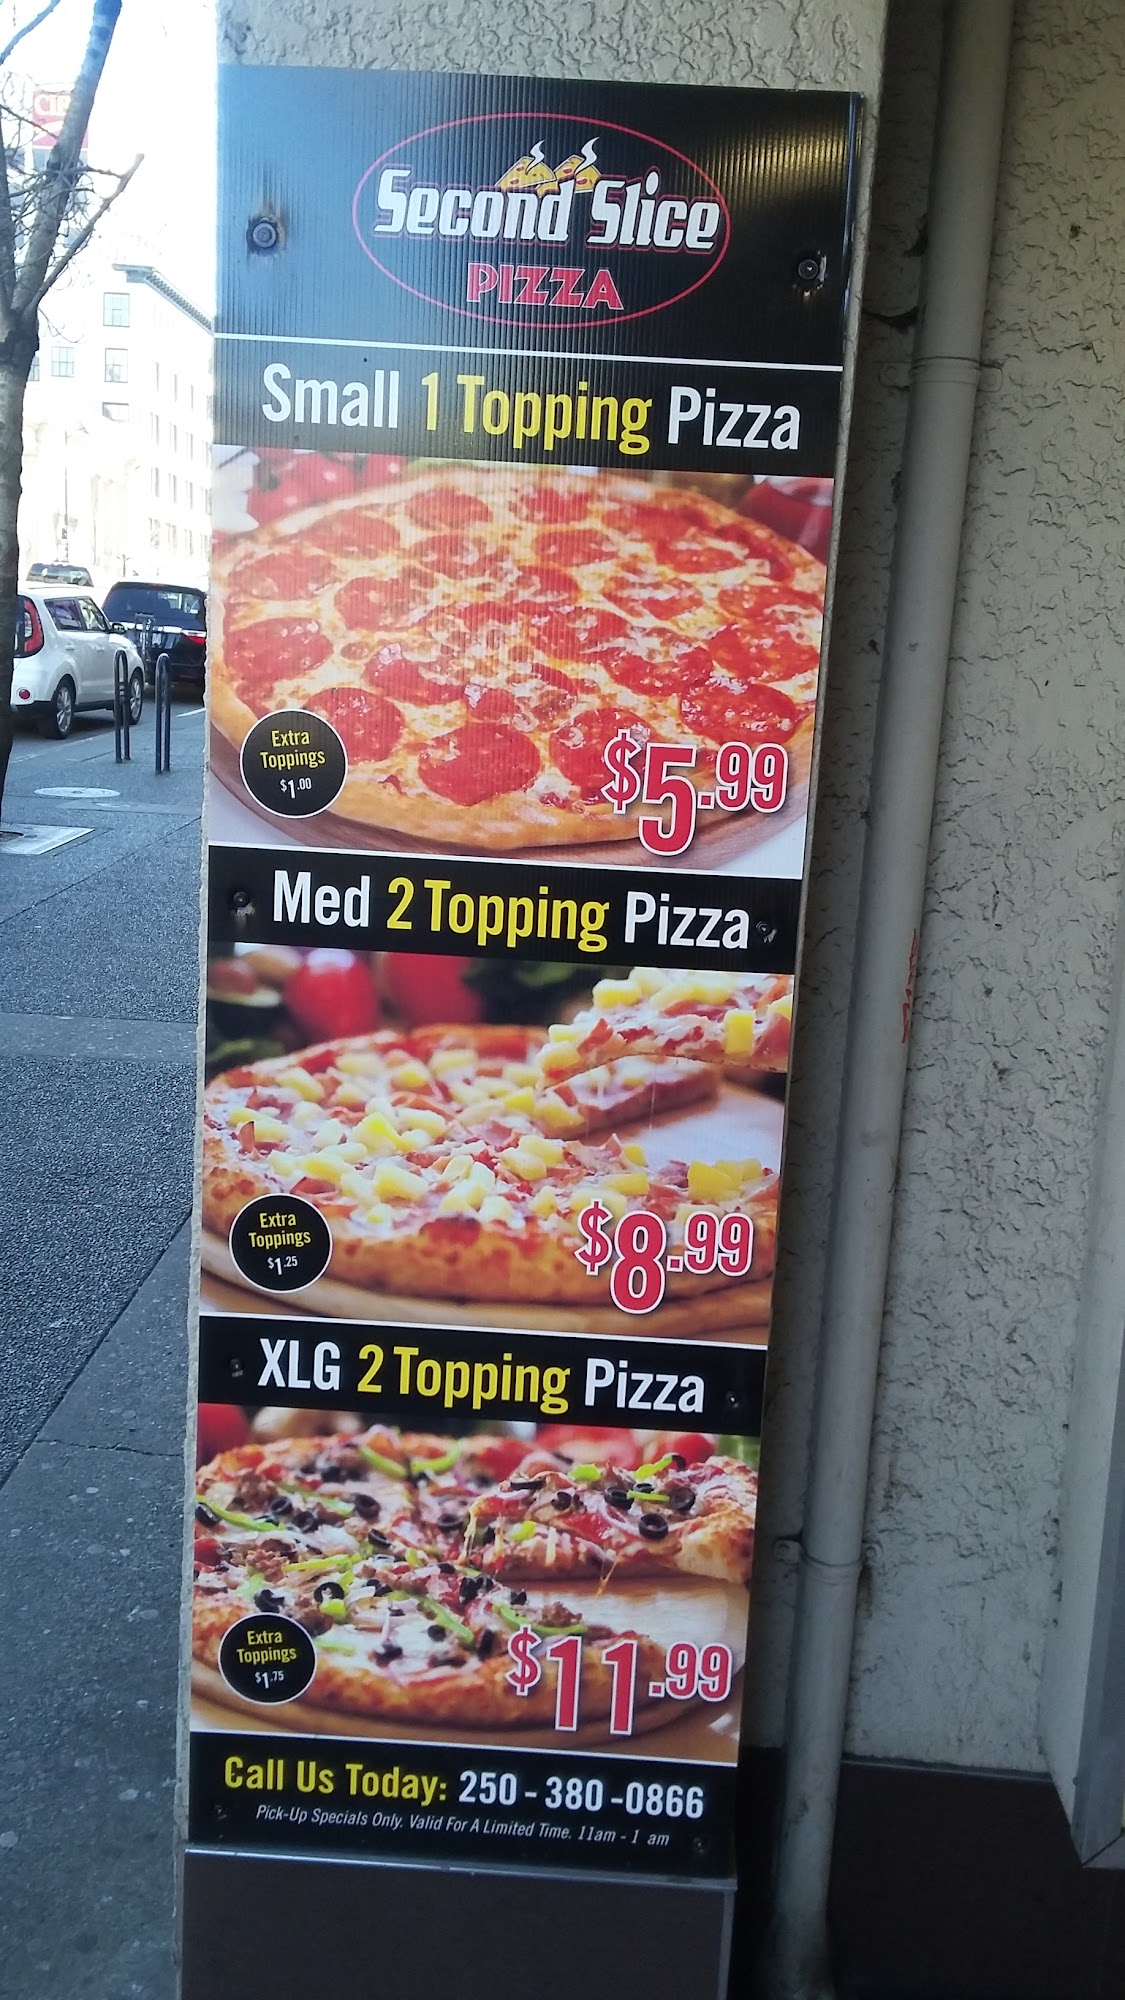 Second Slice
PIZZA
Small 1 Topping Pizza
Extra
Toppings
$1.00
$5.99
Med 2 Topping Pizza
Extra
Toppings
$1.25
$8.99
XLG 2 Topping Pizza
Extra
Toppings
$1.75
$11.99
Call Us Today: 250-380-0866
Pick-Up Specials Only. Valid For A Limited Time. 11am - 1 am